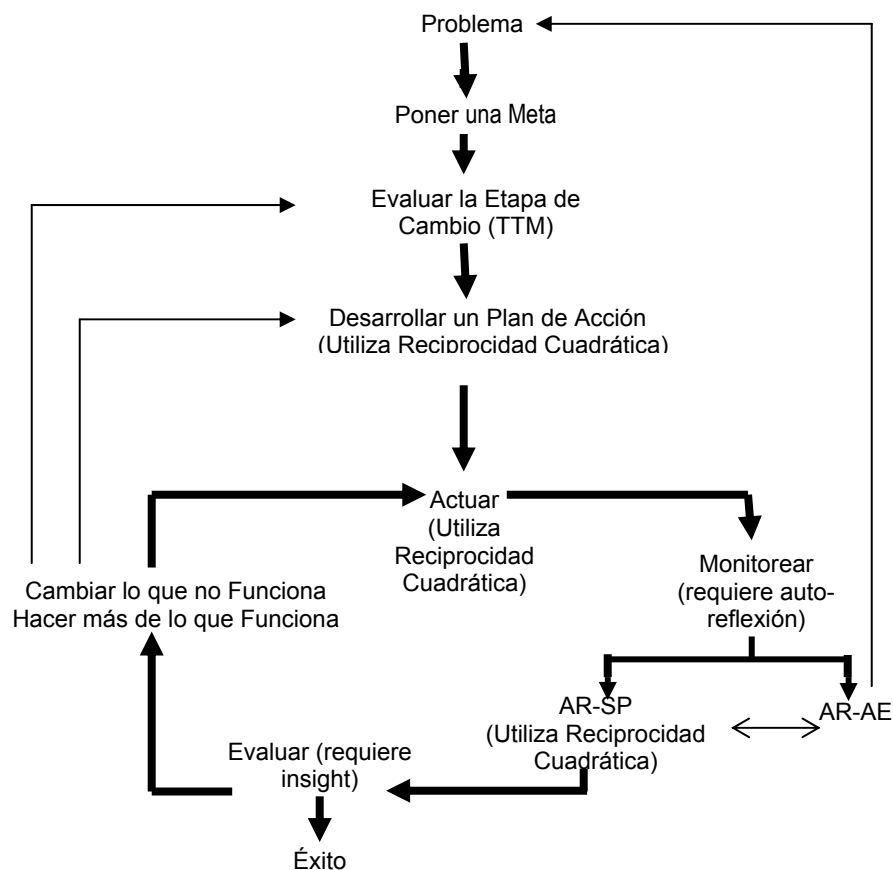 Problema
Poner una Meta
Evaluar la Etapa de
Cambio (TTM)
Desarrollar un Plan de Acción
(Utiliza Reciprocidad Cuadrática)
Actuar
(Utiliza
Reciprocidad
Cuadrática)
Monitorear
(requiere auto-
reflexión)
Cambiar lo que no Funciona
Hacer más de lo que Funciona
AR-SP
(Utiliza Reciprocidad
Cuadrática)
AR-AE
Evaluar (requiere
insight)
Éxito